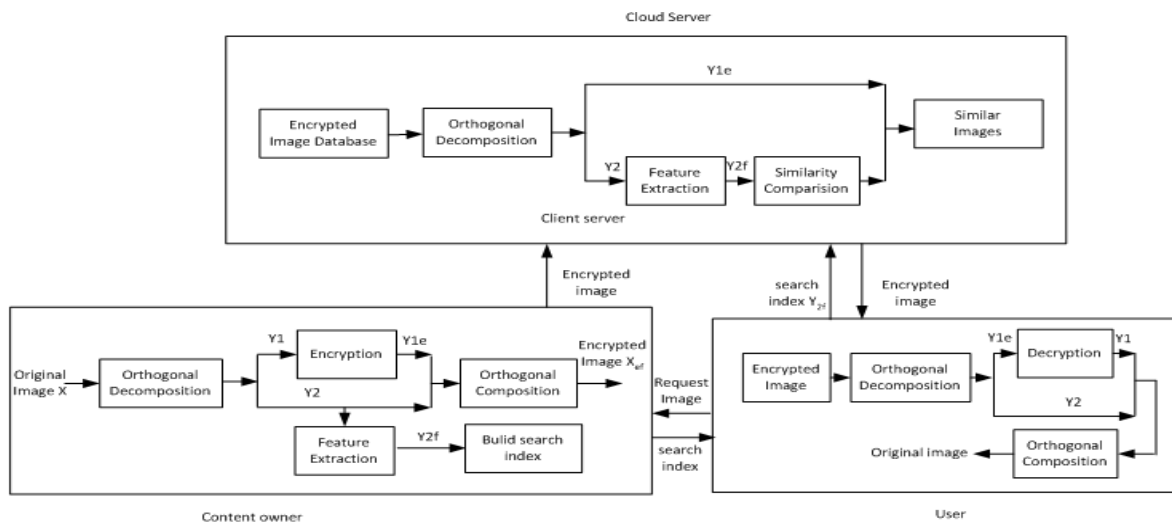 Cloud Server
Y1e
Encrypted
Image Database
Orthogonal
Decomposition
Similar
Images
Y2
Feature
Extraction
Y2f
Similarity
Comparision
Client server
Encrypted
image
search
index Y2f
Encrypted
image
Original
Image X
Orthogonal
Decomposition
Y1
Encryption
Y1e
Y2
Orthogonal
Composition
Encrypted
Image Xef
Feature
Extraction
Y2f
Bulid search
index
Request
Image
search
index
Encrypted
Image
Orthogonal
Decomposition
Y1e
Decryption
Y1
Y2
Original image
Orthogonal
Composition
Content owner
User